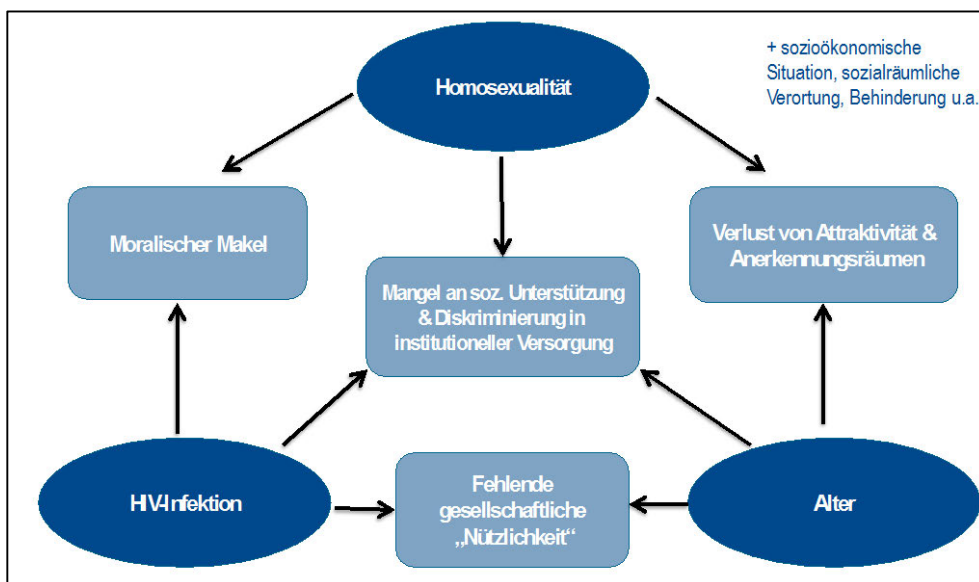 Homosexualität
+ sozioökonomische
Situation, sozialräumliche
Verortung, Behinderung u.a.
Moralischer Makel
Verlust von Attraktivität &
Anerkennungsräumen
Mangel an soz. Unterstützung
& Diskriminierung in
institutioneller Versorgung
HIV-Infektion
Fehlende
gesellschaftliche
„Nützlichkeit“
Alter